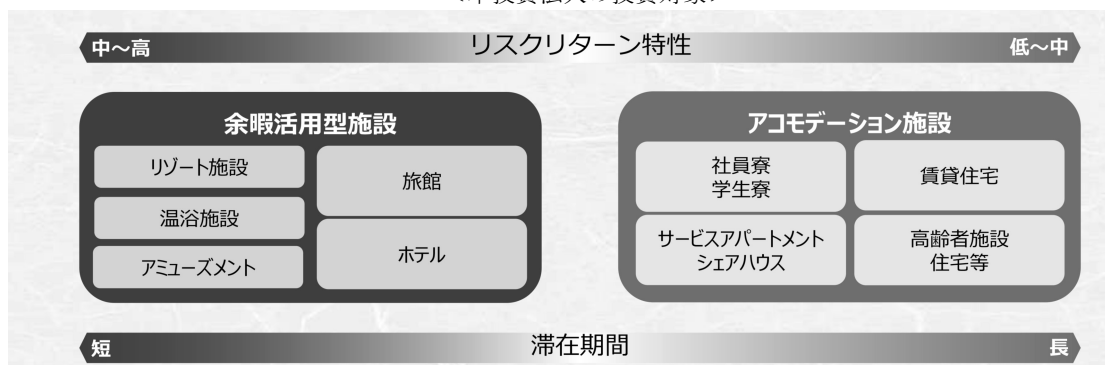 リスクリターン特性
中～高
低～中
余暇活用型施設
リゾート施設
温浴施設
アミューズメント
旅館
ホテル
アコモデーション施設
社員寮
学生寮
賃貸住宅
サービスアパートメント
シェアハウス
高齢者施設
住宅等
滞在期間
短
長